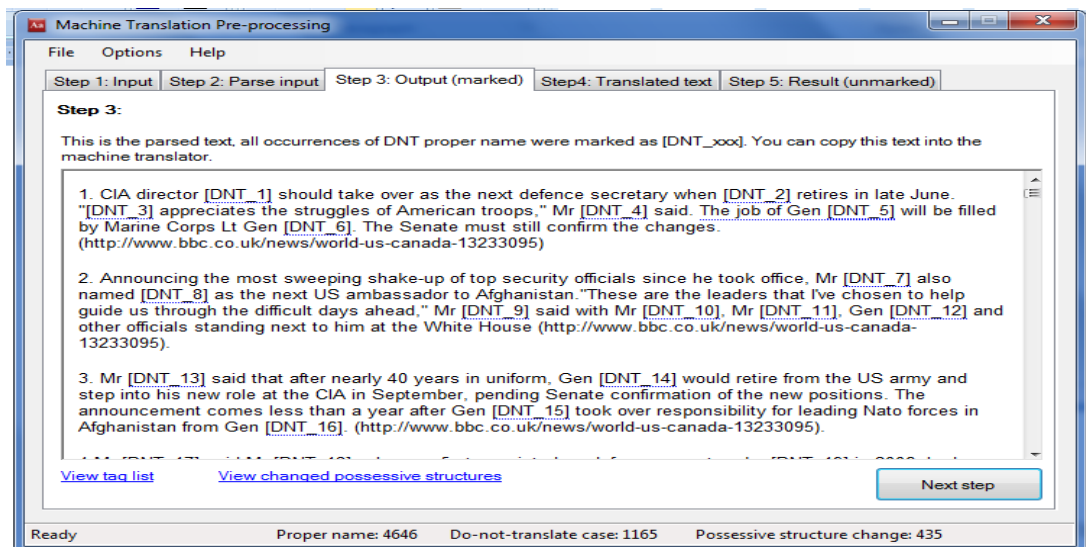 Machine Translation Pre-processing
File Options Help
Step 1: Input Step 2: Parse input Step 3: Output (marked) Step4: Translated text Step 5: Result (unmarked)
Step 3:
This is the parsed text, all occurrences of DNT proper name were marked as [DNT_xxx]. You can copy this text into the
machine translator.
1. CIA director [DNT_1] should take over as the next defence secretary when [DNT_2] retires in late June.
"[DNT_3] appreciates the struggles of American troops," Mr [DNT_4] said. The job of Gen [DNT_5] will be filled
by Marine Corps Lt Gen [DNT_6]. The Senate must still confirm the changes.
(http://www.bbc.co.uk/news/world-us-canada-13233095)
2. Announcing the most sweeping shake-up of top security officials since he took office, Mr [DNT_7] also
named [DNT_8] as the next US ambassador to Afghanistan."These are the leaders that I've chosen to help
guide us through the difficult days ahead," Mr [DNT_9] said with Mr [DNT_10], Mr [DNT_11], Gen [DNT_12] and
other officials standing next to him at the White House (http://www.bbc.co.uk/news/world-us-canada-
13233095).
3. Mr [DNT_13] said that after nearly 40 years in uniform, Gen [DNT_14] would retire from the US army and
step into his new role at the CIA in September, pending Senate confirmation of the new positions. The
announcement comes less than a year after Gen [DNT_15] took over responsibility for leading Nato forces in
Afghanistan from Gen [DNT_16]. (http://www.bbc.co.uk/news/world-us-canada-13233095).
View tag list View changed possessive structures
Next step
Ready Proper name: 4646 Do-not-translate case: 1165 Possessive structure change: 435